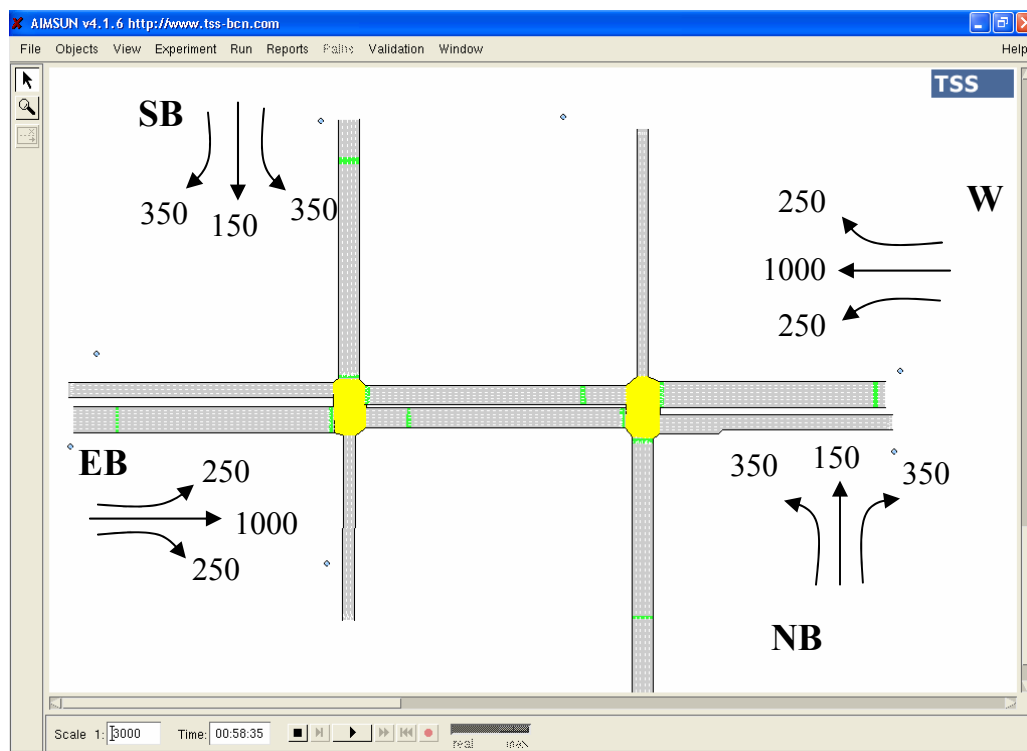 AIMSUN v4.1.6 http://www.tss-bcn.com
File Objects View Experiment Run Reports Paths Validation Window Help
TSS
SB
350 150 350
W
250
1000
250
EB
250
1000
250
350 150 350
NB
Scale 1: 3000 Time: 00:58:35
real max